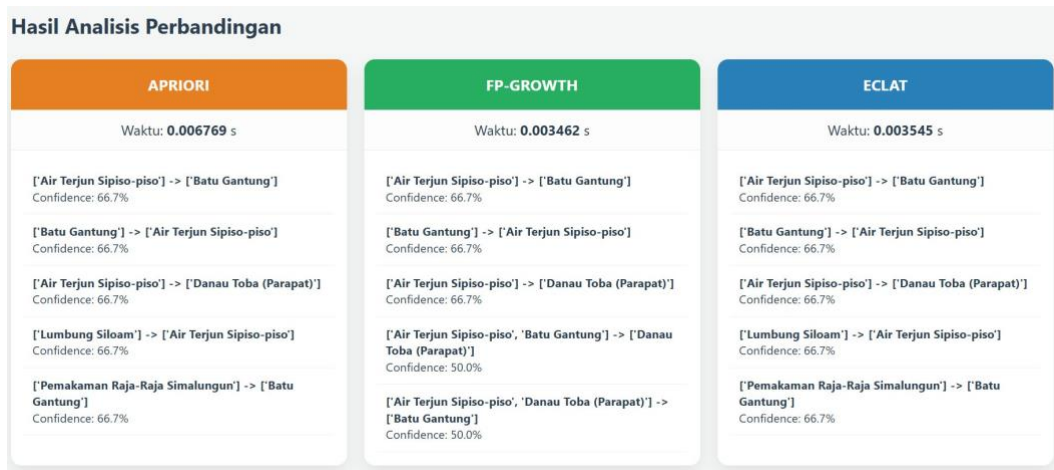 Hasil Analisis Perbandingan
APRIORI
Waktu: 0.006769 s
['Air Terjun Sipiso-piso'] -> ['Batu Gantung']
Confidence: 66.7%
['Batu Gantung'] -> ['Air Terjun Sipiso-piso']
Confidence: 66.7%
['Air Terjun Sipiso-piso'] -> ['Danau Toba (Parapat)']
Confidence: 66.7%
['Lumbung Siloam'] -> ['Air Terjun Sipiso-piso']
Confidence: 66.7%
['Pemakaman Raja-Raja Simalungun'] -> ['Batu
Gantung']
Confidence: 66.7%
FP-GROWTH
Waktu: 0.003462 s
['Air Terjun Sipiso-piso'] -> ['Batu Gantung']
Confidence: 66.7%
['Batu Gantung'] -> ['Air Terjun Sipiso-piso']
Confidence: 66.7%
['Air Terjun Sipiso-piso'] -> ['Danau Toba (Parapat)']
Confidence: 66.7%
['Air Terjun Sipiso-piso', 'Batu Gantung'] -> ['Danau
Toba (Parapat)']
Confidence: 50.0%
['Air Terjun Sipiso-piso', 'Danau Toba (Parapat)'] ->
['Batu Gantung']
Confidence: 50.0%
ECLAT
Waktu: 0.003545 s
['Air Terjun Sipiso-piso'] -> ['Batu Gantung']
Confidence: 66.7%
['Batu Gantung'] -> ['Air Terjun Sipiso-piso']
Confidence: 66.7%
['Air Terjun Sipiso-piso'] -> ['Danau Toba (Parapat)']
Confidence: 66.7%
['Lumbung Siloam'] -> ['Air Terjun Sipiso-piso']
Confidence: 66.7%
['Pemakaman Raja-Raja Simalungun'] -> ['Batu
Gantung']
Confidence: 66.7%